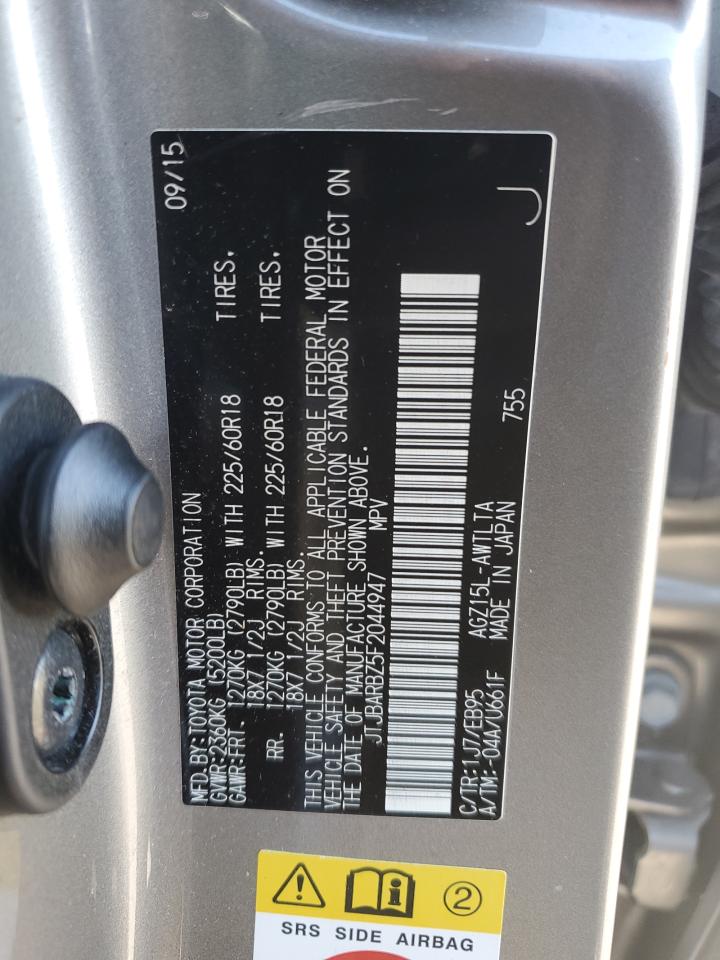 MFD.BY:TOYOTA MOTOR CORPORATION 09/15
GVWR:2360KG (5200LB)
GAWR:FRT. 1270KG (2790LB) WITH 225/60R18 TIRES,
18X7 1/2J RIMS.
RR. 1270KG (2790LB) WITH 225/60R18 TIRES,
18X7 1/2J RIMS.
THIS VEHICLE CONFORMS TO ALL APPLICABLE FEDERAL MOTOR
VEHICLE SAFETY AND THEFT PREVENTION STANDARDS IN EFFECT ON
THE DATE OF MANUFACTURE SHOWN ABOVE.
JTJBARBZ5F2044947 MPV
C/TR:1J7/EB95 AGZ15L-AWTLTA 755 J
A/TM:-04A/U661F MADE IN JAPAN
2
SRS SIDE AIRBAG